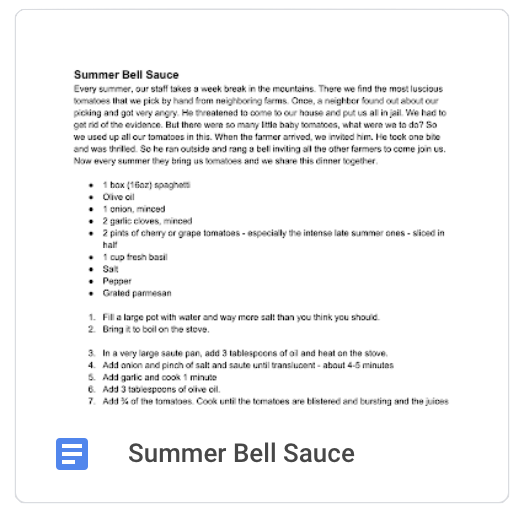 Summer Bell Sauce
Every summer, our staff takes a week break in the mountains. There we find the most luscious
tomatoes that we pick by hand from neighboring farms. Once, a neighbor found out about our
picking and got very angry. He threatened to come to our house and put us all in jail. We had to
get rid of the evidence. But there were so many little baby tomatoes, what were we to do? So
we used up all our tomatoes in this. When the farmer arrived, we invited him. He took one bite
and was thrilled. So he ran outside and rang a bell inviting all the other farmers to come join us.
Now every summer they bring us tomatoes and we share this dinner together.
● 1 box (16oz) spaghetti
● Olive oil
● 1 onion, minced
● 2 garlic cloves, minced
● 2 pints of cherry or grape tomatoes - especially the intense late summer ones - sliced in
half
● 1 cup fresh basil
● Salt
● Pepper
● Grated parmesan
1. Fill a large pot with water and way more salt than you think you should.
2. Bring it to boil on the stove.
3. In a very large saute pan, add 3 tablespoons of oil and heat on the stove.
4. Add onion and pinch of salt and saute until translucent - about 4-5 minutes
5. Add garlic and cook 1 minute
6. Add 3 tablespoons of olive oil.
7. Add ¾ of the tomatoes. Cook until the tomatoes are blistered and bursting and the juices
Summer Bell Sauce